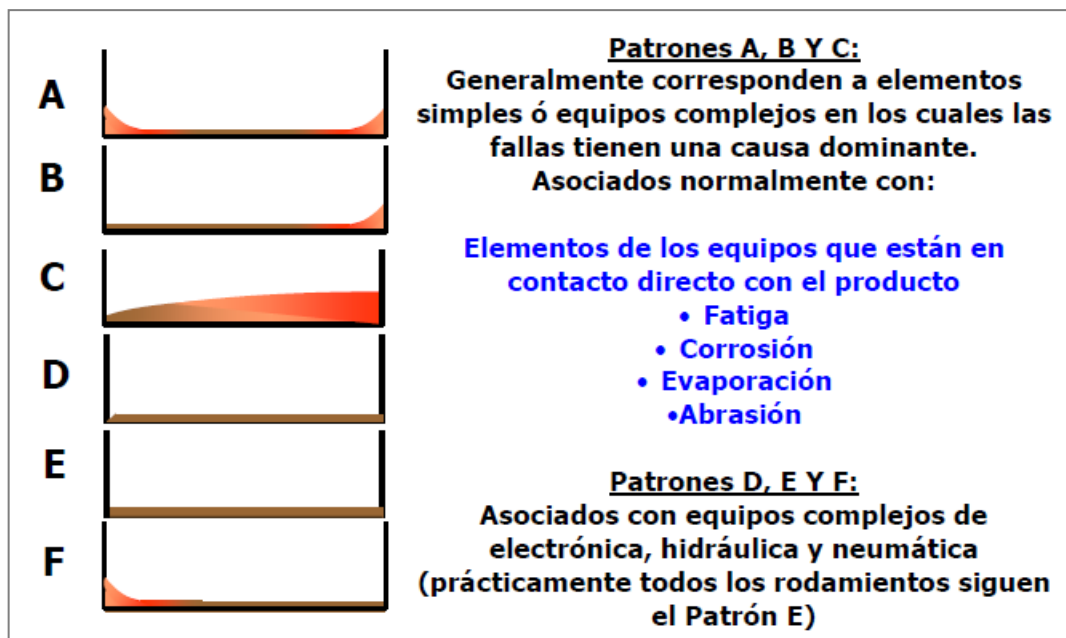 Patrones A, B Y C:
A
Generalmente corresponden a elementos
simples ó equipos complejos en los cuales las
fallas tienen una causa dominante.
B
Asociados normalmente con:
C
Elementos de los equipos que están en
contacto directo con el producto
• Fatiga
• Corrosión
D
• Evaporación
•Abrasión
E
Patrones D, E Y F:
Asociados con equipos complejos de
electrónica, hidráulica y neumática
F
(prácticamente todos los rodamientos siguen
el Patrón E)